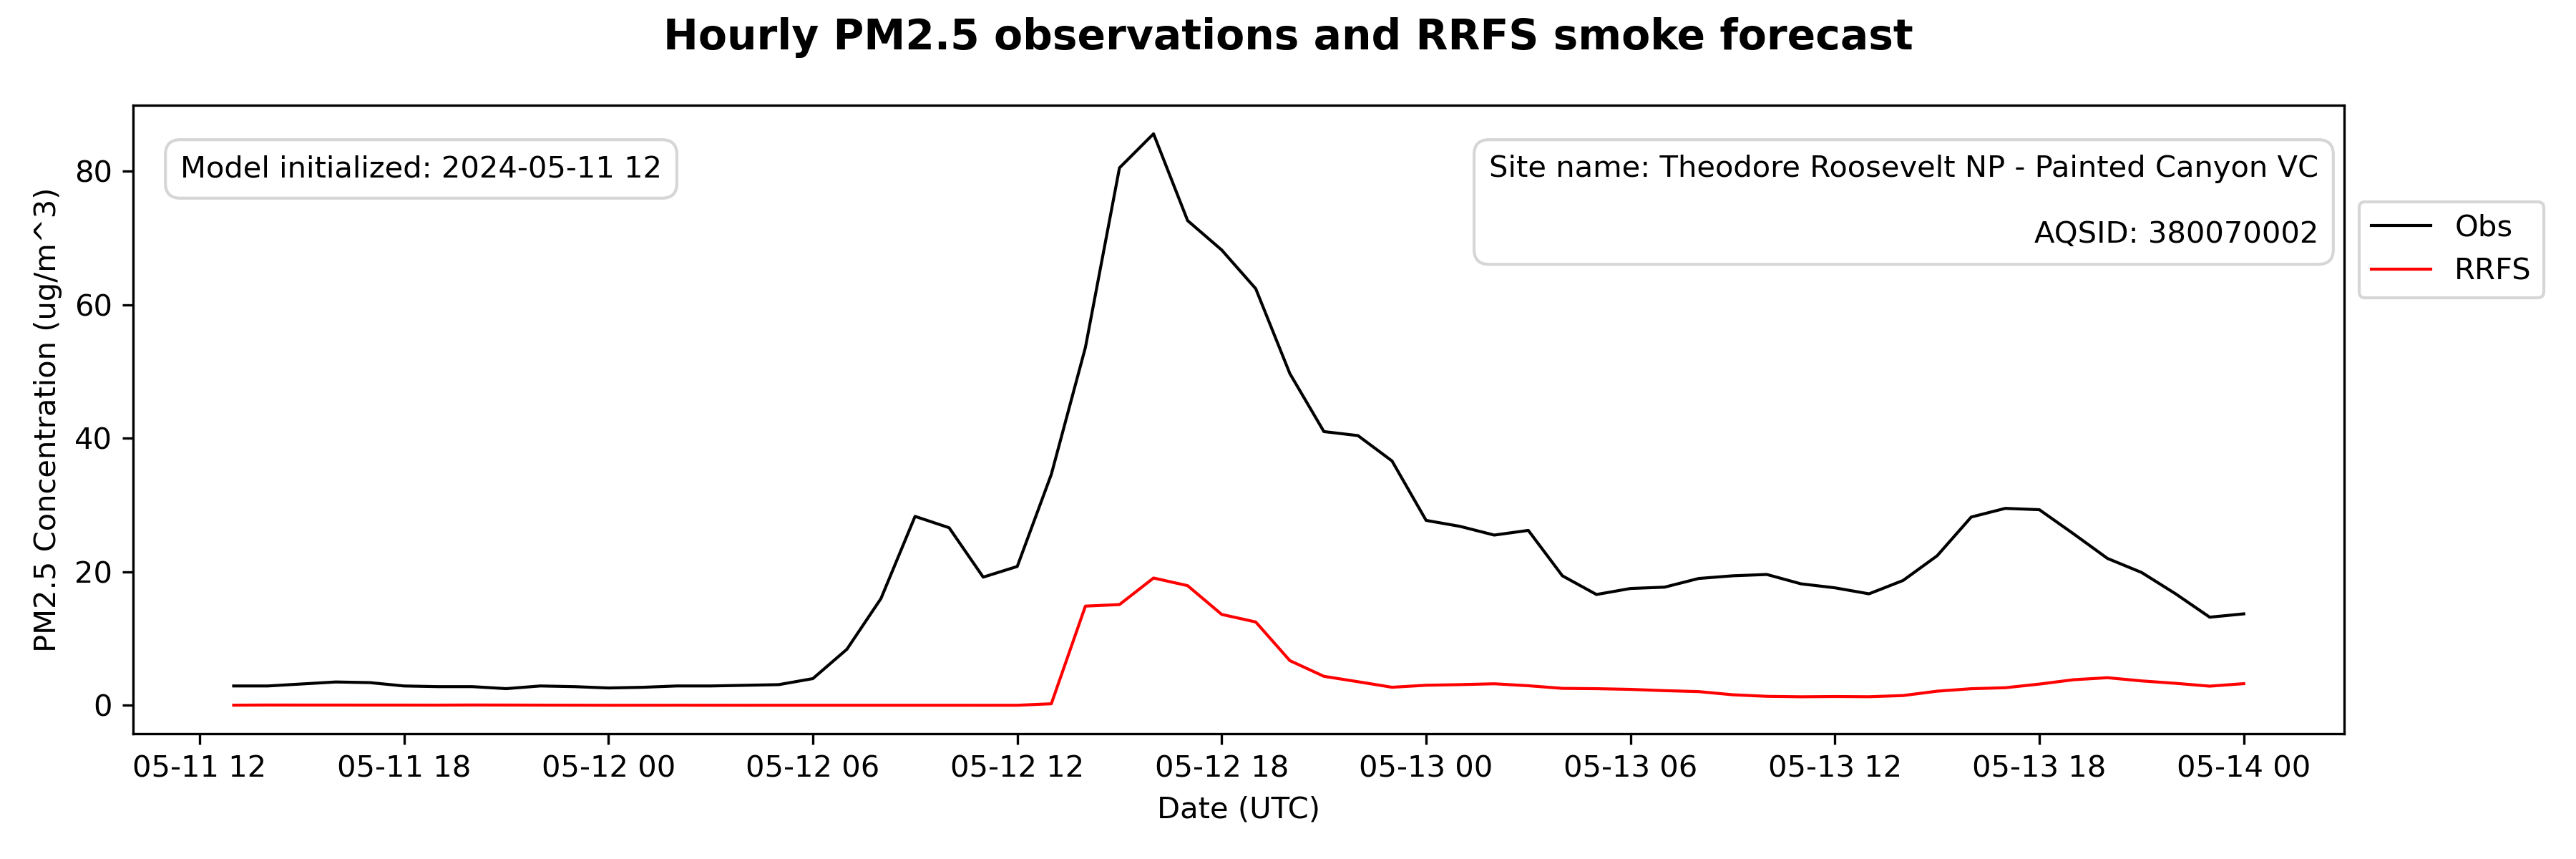 Hourly PM2.5 observations and RRFS smoke forecast
Model initialized: 2024-05-11 12
Site name: Theodore Roosevelt NP - Painted Canyon VC
AQSID: 380070002
Obs
RRFS
PM2.5 Concentration (ug/m^3)
80
60
40
20
0
05-11 12
05-11 18
05-12 00
05-12 06
05-12 12
05-12 18
05-13 00
05-13 06
05-13 12
05-13 18
05-14 00
Date (UTC)